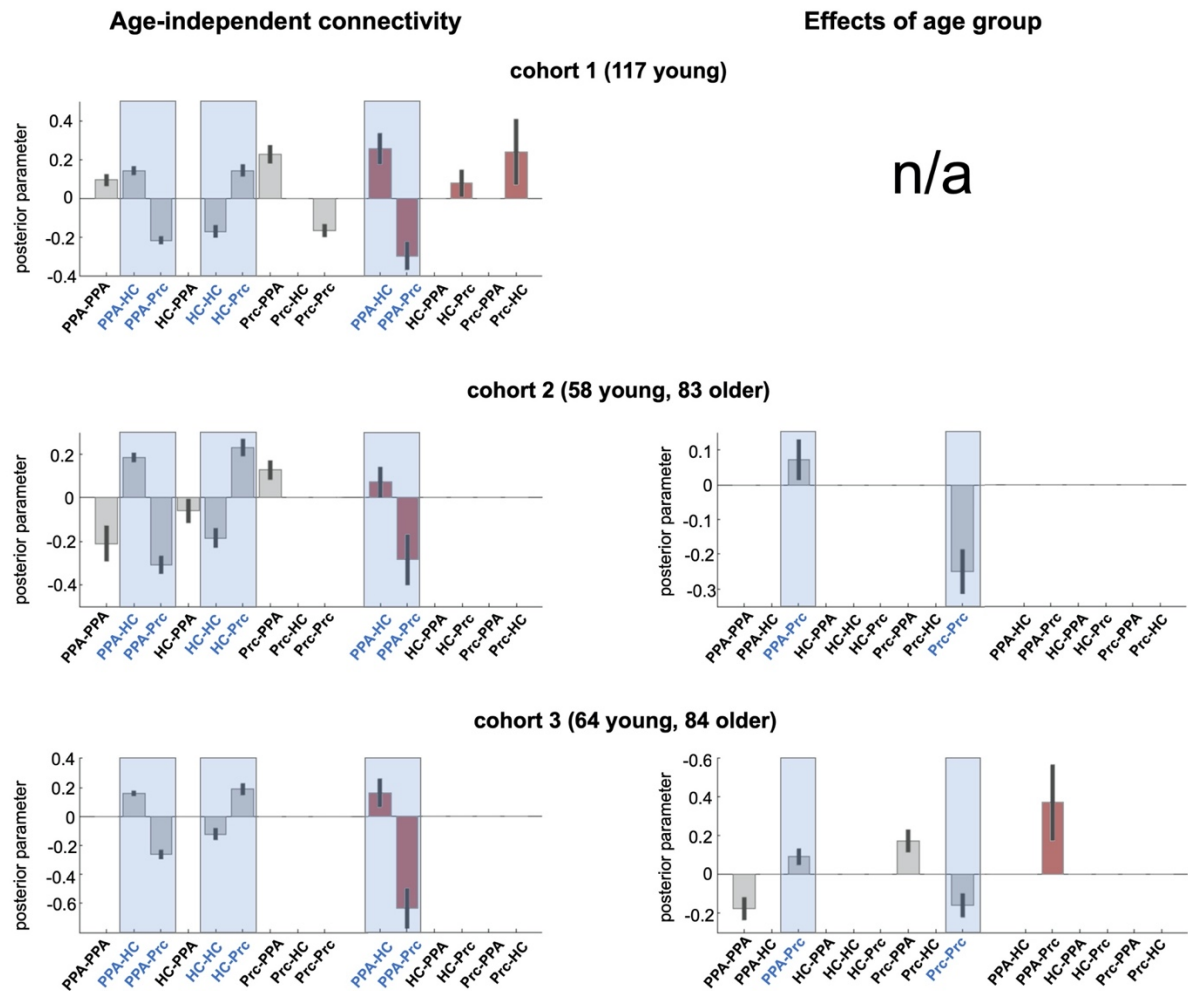 Age-independent connectivity
Effects of age group
cohort 1 (117 young)
posterior parameter
0.4
0.2
0
-0.2
-0.4
PPA-PPA
PPA-HC
PPA-Prc
HC-PPA
HC-HC
HC-Prc
Prc-PPA
Prc-HC
Prc-Prc
PPA-HC
PPA-Prc
HC-PPA
HC-Prc
Prc-PPA
Prc-HC
n/a
cohort 2 (58 young, 83 older)
posterior parameter
0.2
0
-0.2
-0.4
PPA-PPA
PPA-HC
PPA-Prc
HC-PPA
HC-HC
HC-Prc
Prc-PPA
Prc-HC
Prc-Prc
PPA-HC
PPA-Prc
HC-PPA
HC-Prc
Prc-PPA
Prc-HC
posterior parameter
0.1
0
-0.1
-0.2
-0.3
PPA-PPA
PPA-HC
PPA-Prc
HC-PPA
HC-HC
HC-Prc
Prc-PPA
Prc-HC
Prc-Prc
PPA-HC
PPA-Prc
HC-PPA
HC-Prc
Prc-PPA
Prc-HC
cohort 3 (64 young, 84 older)
posterior parameter
0.4
0.2
0
-0.2
-0.4
-0.6
PPA-PPA
PPA-HC
PPA-Prc
HC-PPA
HC-HC
HC-Prc
Prc-PPA
Prc-HC
Prc-Prc
PPA-HC
PPA-Prc
HC-PPA
HC-Prc
Prc-PPA
Prc-HC
posterior parameter
-0.6
0.4
0.2
0
-0.2
PPA-PPA
PPA-HC
PPA-Prc
HC-PPA
HC-HC
HC-Prc
Prc-PPA
Prc-HC
Prc-Prc
PPA-HC
PPA-Prc
HC-PPA
HC-Prc
Prc-PPA
Prc-HC